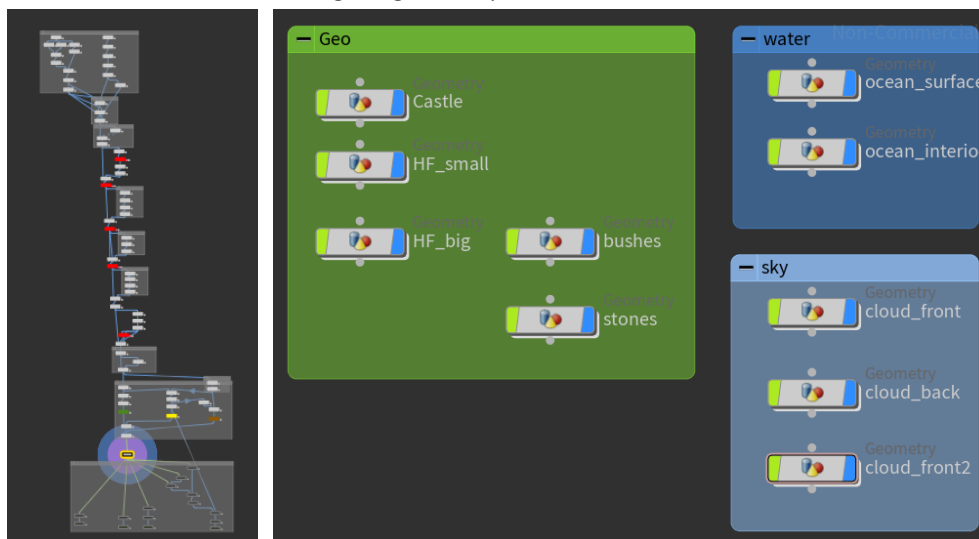 Geo
Geometry
Castle
Geometry
HF_small
Geometry
HF_big
Geometry
bushes
Geometry
stones
Non-Commercia
water
Geometry
ocean_surface
Geometry
ocean_interio
sky
Geometry
cloud_front
Geometry
cloud_back
Geometry
cloud_front2